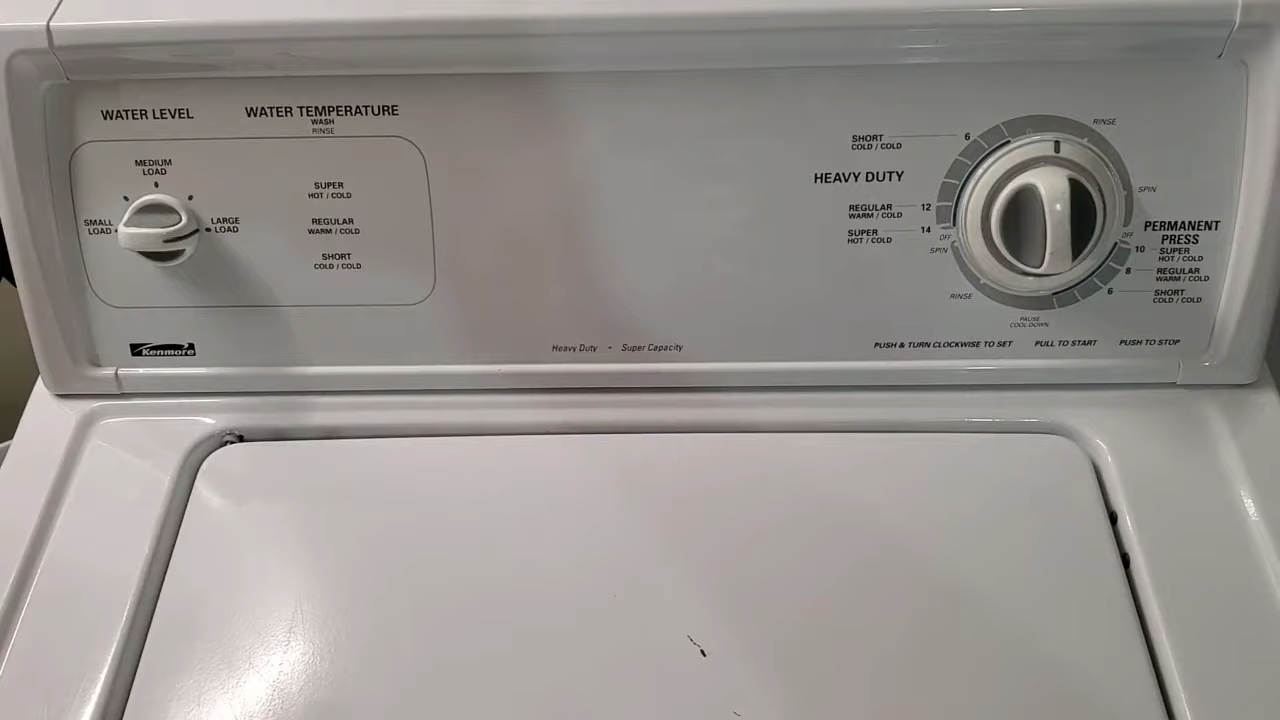 WATER LEVEL
WATER TEMPERATURE
WASH
RINSE
MEDIUM
LOAD
SMALL
LOAD
LARGE
LOAD
SUPER
HOT / COLD
REGULAR
WARM / COLD
SHORT
COLD / COLD
Kenmore
Heavy Duty • Super Capacity
SHORT
COLD / COLD
6
HEAVY DUTY
REGULAR
WARM / COLD
12
SUPER
HOT / COLD
14
OFF
SPIN
RINSE
PAUSE
COOL DOWN
RINSE
SPIN
OFF
PERMANENT
PRESS
10 SUPER
HOT / COLD
8 REGULAR
WARM / COLD
6 SHORT
COLD / COLD
PUSH & TURN CLOCKWISE TO SET PULL TO START PUSH TO STOP